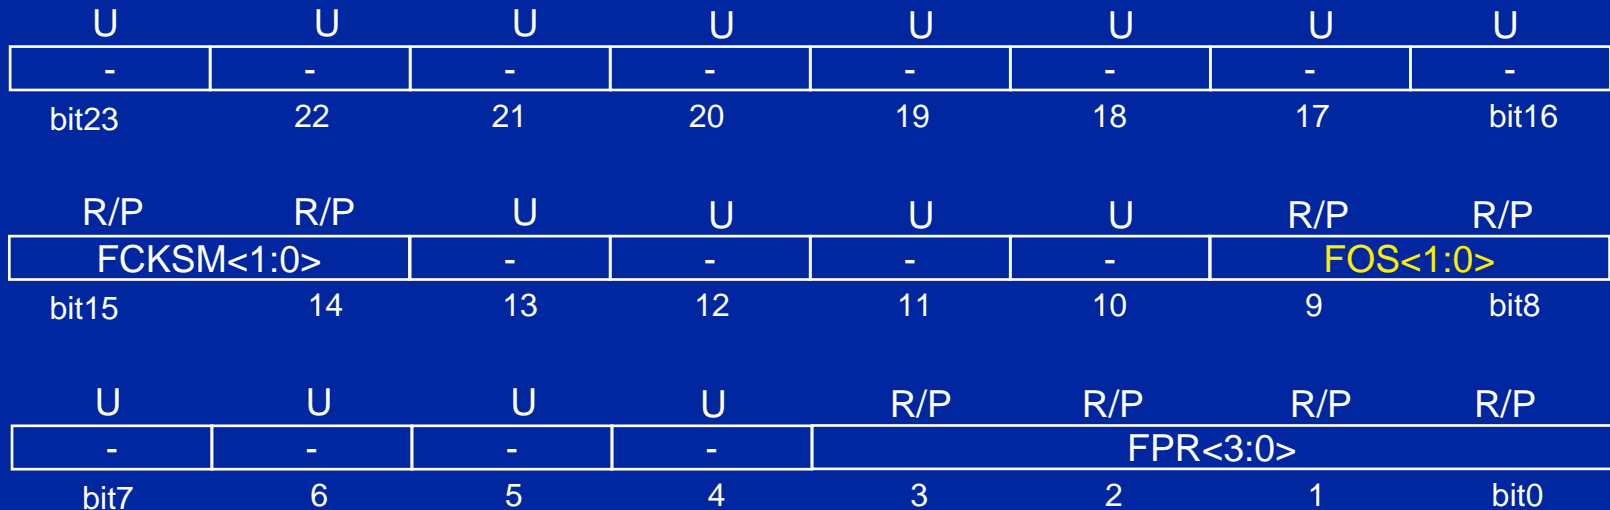 U U U U U U U U
- - - - - - - -
bit23 22 21 20 19 18 17 bit16
R/P R/P U U U U R/P R/P
FCKSM<1:0> - - - - FOS<1:0>
bit15 14 13 12 11 10 9 bit8
U U U U R/P R/P R/P R/P
- - - - FPR<3:0>
bit7 6 5 4 3 2 1 bit0